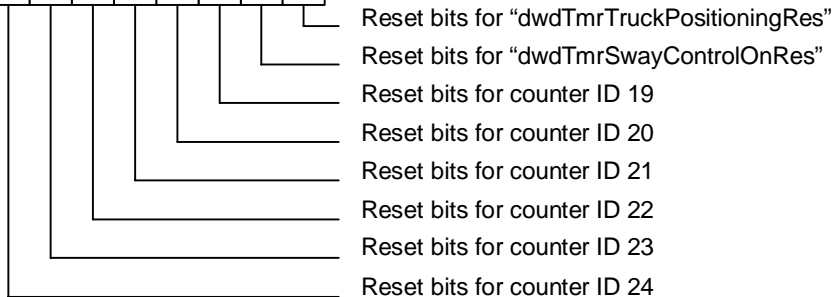 Reset bits for “dwdTmrTruckPositioningRes”
Reset bits for “dwdTmrSwayControlOnRes”
Reset bits for counter ID 19
Reset bits for counter ID 20
Reset bits for counter ID 21
Reset bits for counter ID 22
Reset bits for counter ID 23
Reset bits for counter ID 24